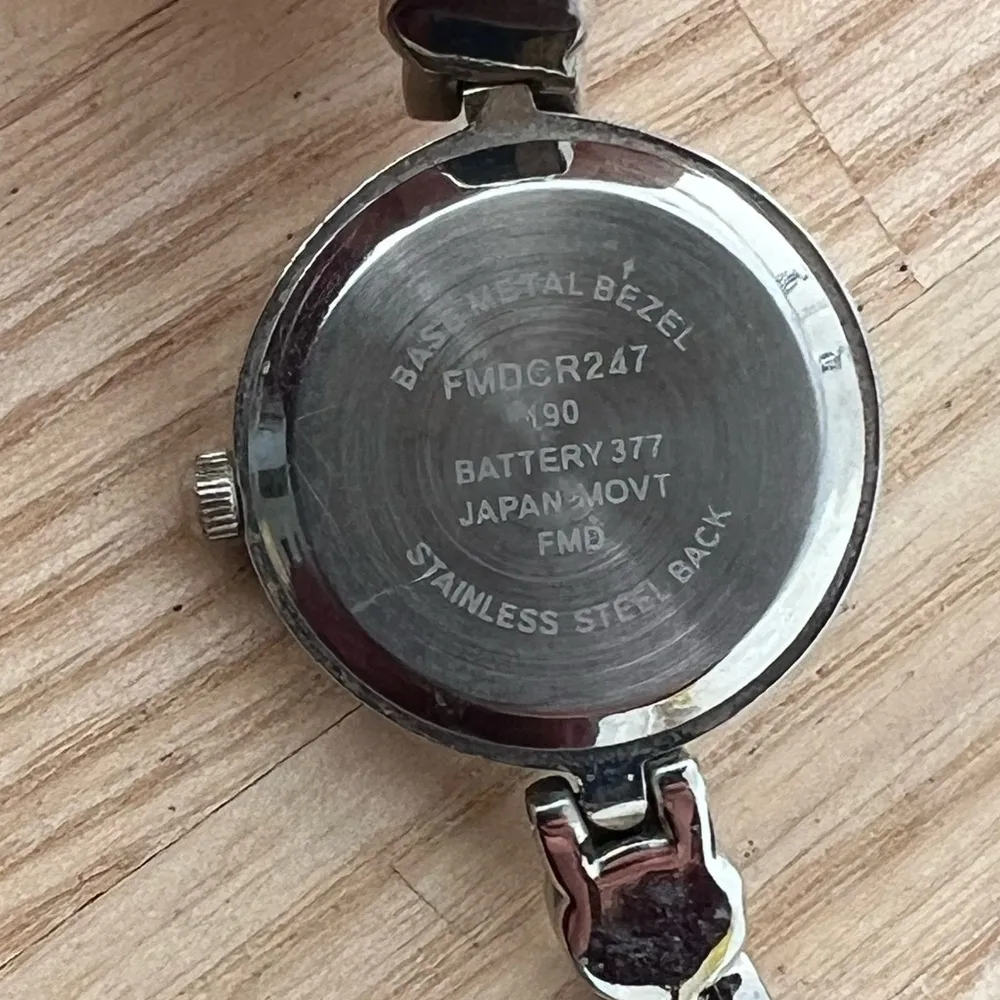 BASE METAL BEZEL
FMDCR247
190
BATTERY 377
JAPAN MOVT
FMD
STAINLESS STEEL BACK